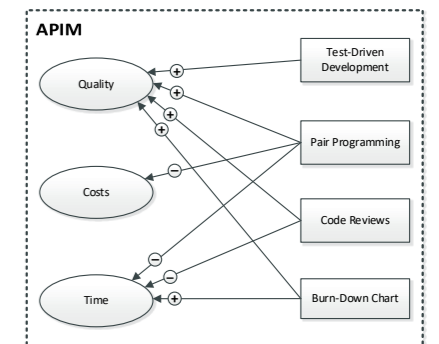 APIM
Test-Driven
Development
Quality
+
+
+
+
Pair Programming
Costs
−
Code Reviews
−
−
Time
+
Burn-Down Chart